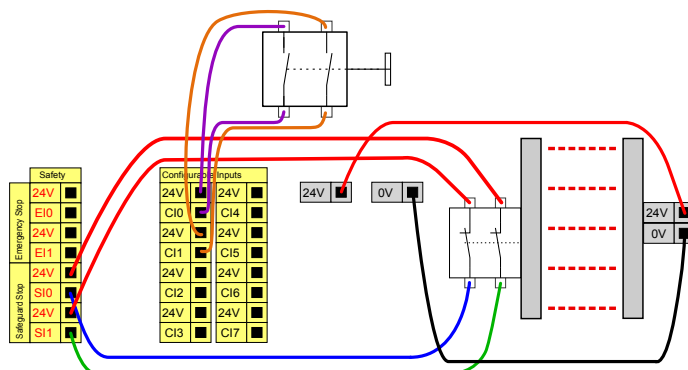 Safety
Emergency Stop
24V
EI0
24V
EI1
Safeguard Stop
24V
SI0
24V
SI1
Configurable Inputs
24V 24V
CI0 CI4
24V 24V
CI1 CI5
24V 24V
CI2 CI6
24V 24V
CI3 CI7
24V 0V
24V
0V